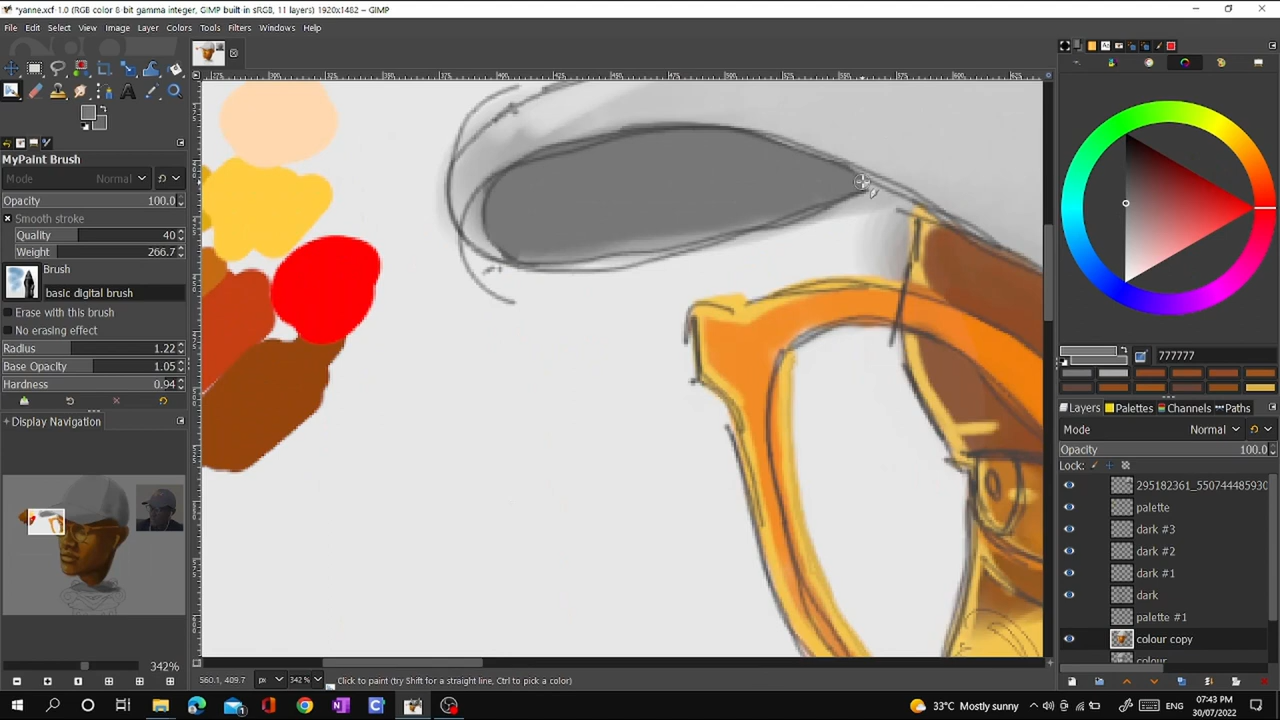 *yanne.xcf-1.0 (RGB color 8-bit gamma integer, GIMP built in sRGB, 11 layers) 1920x1482 – GIMP
File Edit Select View Image Layer Colors Tools Filters Windows Help
MyPaint Brush
Mode Normal
Opacity 100.0
Smooth stroke
Quality 40
Weight 266.7
Brush
basic digital brush
Erase with this brush
No erasing effect
Radius 1.22
Base Opacity 1.05
Hardness 0.94
Display Navigation
342%
560.1, 409.7 px 342 % Click to paint (try Shift for a straight line, Ctrl to pick a color)
777777
Layers Palettes Channels Paths
Mode Normal
Opacity 100.0
Lock:
295182361_550744485930
palette
dark #3
dark #2
dark #1
dark
palette #1
colour copy
colour
33°C Mostly sunny ENG 07:43 PM
30/07/2022